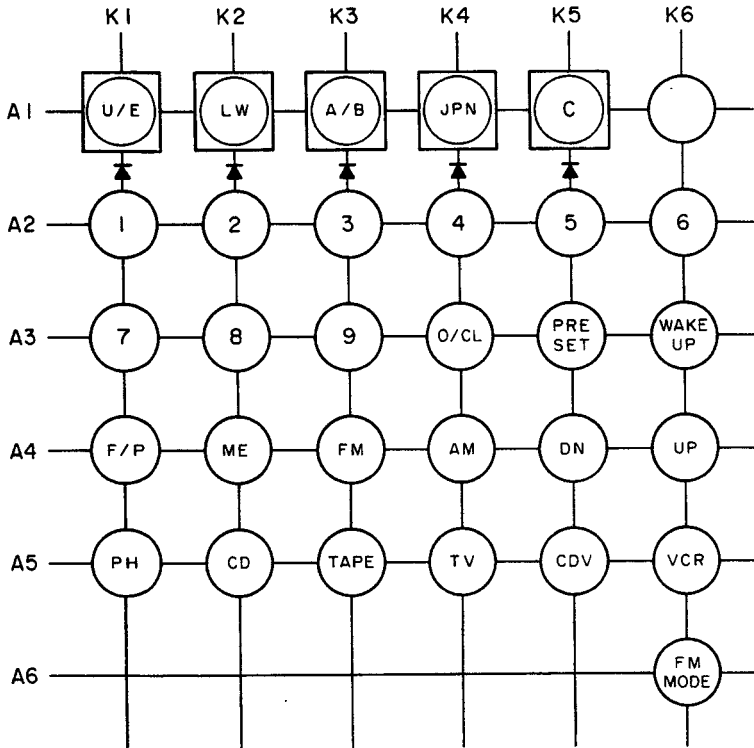 K1 K2 K3 K4 K5 K6
A1 U/E LW A/B JPN C
A2 1 2 3 4 5 6
A3 7 8 9 0/CL PRE SET WAKE UP
A4 F/P ME FM AM DN UP
A5 PH CD TAPE TV CDV VCR
A6 FM MODE